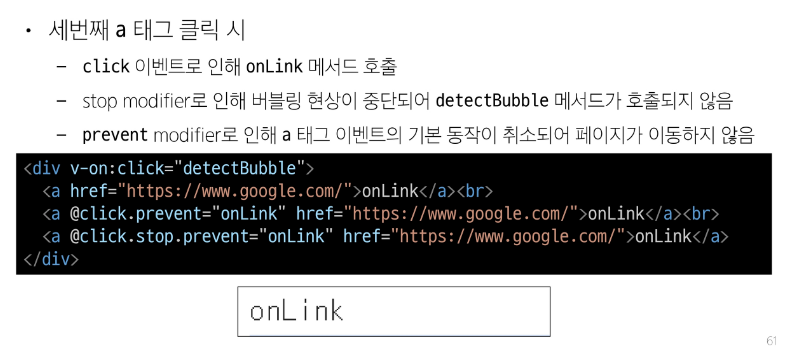 • 세번째 a 태그 클릭 시
– click 이벤트로 인해 onLink 메서드 호출
– stop modifier로 인해 버블링 현상이 중단되어 detectBubble 메서드가 호출되지 않음
– prevent modifier로 인해 a 태그 이벤트의 기본 동작이 취소되어 페이지가 이동하지 않음
<div v-on:click="detectBubble">
  <a href="https://www.google.com/">onLink</a><br>
  <a @click.prevent="onLink" href="https://www.google.com/">onLink</a><br>
  <a @click.stop.prevent="onLink" href="https://www.google.com/">onLink</a>
</div>
onLink
61